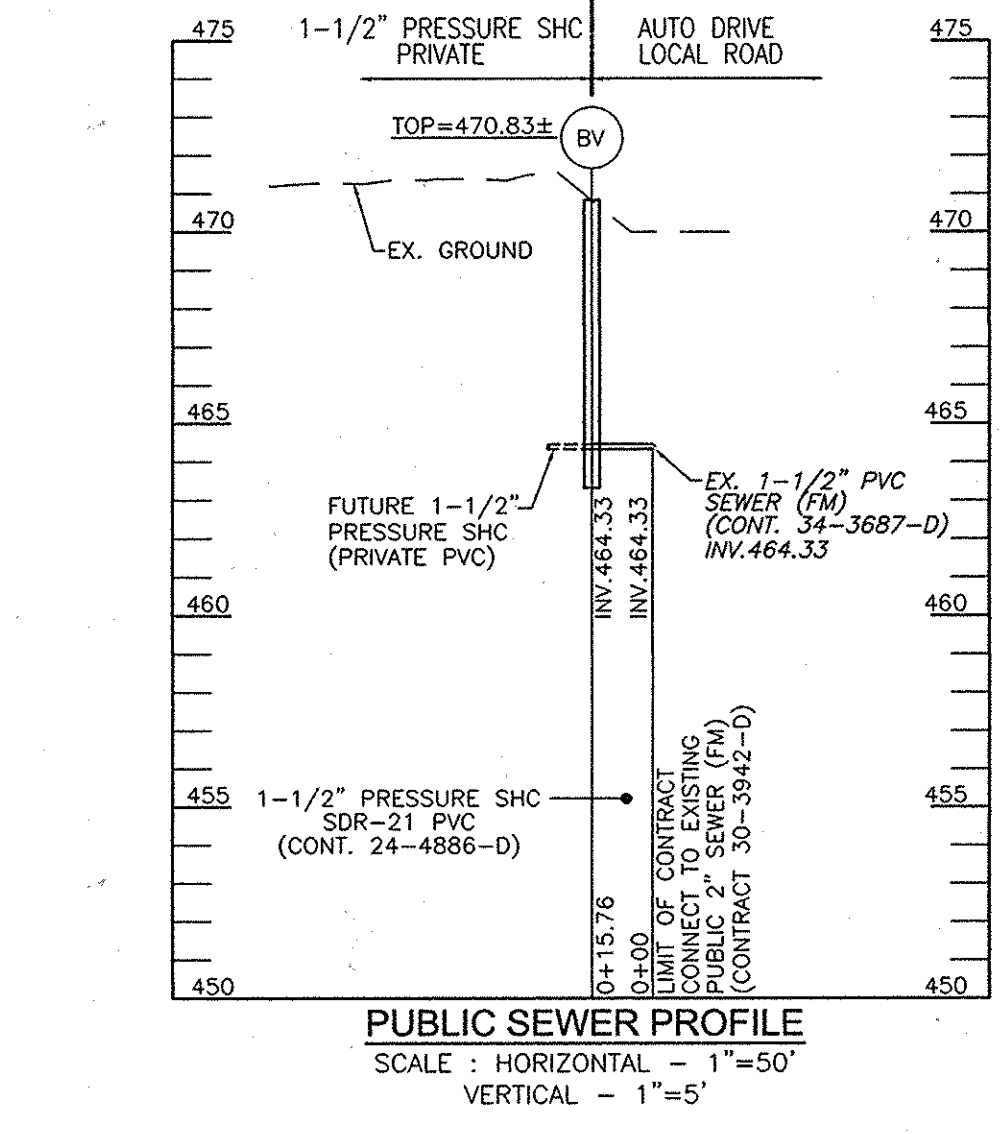 475
1-1/2" PRESSURE SHC
PRIVATE
AUTO DRIVE
LOCAL ROAD
475
TOP=470.83±
BV
470
470
EX. GROUND
465
465
FUTURE 1-1/2"
PRESSURE SHC
(PRIVATE PVC)
INV.464.33
INV.464.33
EX. 1-1/2" PVC
SEWER (FM)
(CONT. 34-3687-D)
INV.464.33
460
460
455
1-1/2" PRESSURE SHC
SDR-21 PVC
(CONT. 24-4886-D)
455
0+15.76
0+00
LIMIT OF CONTRACT
CONNECT TO EXISTING
PUBLIC 2" SEWER (FM)
(CONTRACT 30-3942-D)
450
450
PUBLIC SEWER PROFILE
SCALE : HORIZONTAL - 1"=50'
VERTICAL - 1"=5'